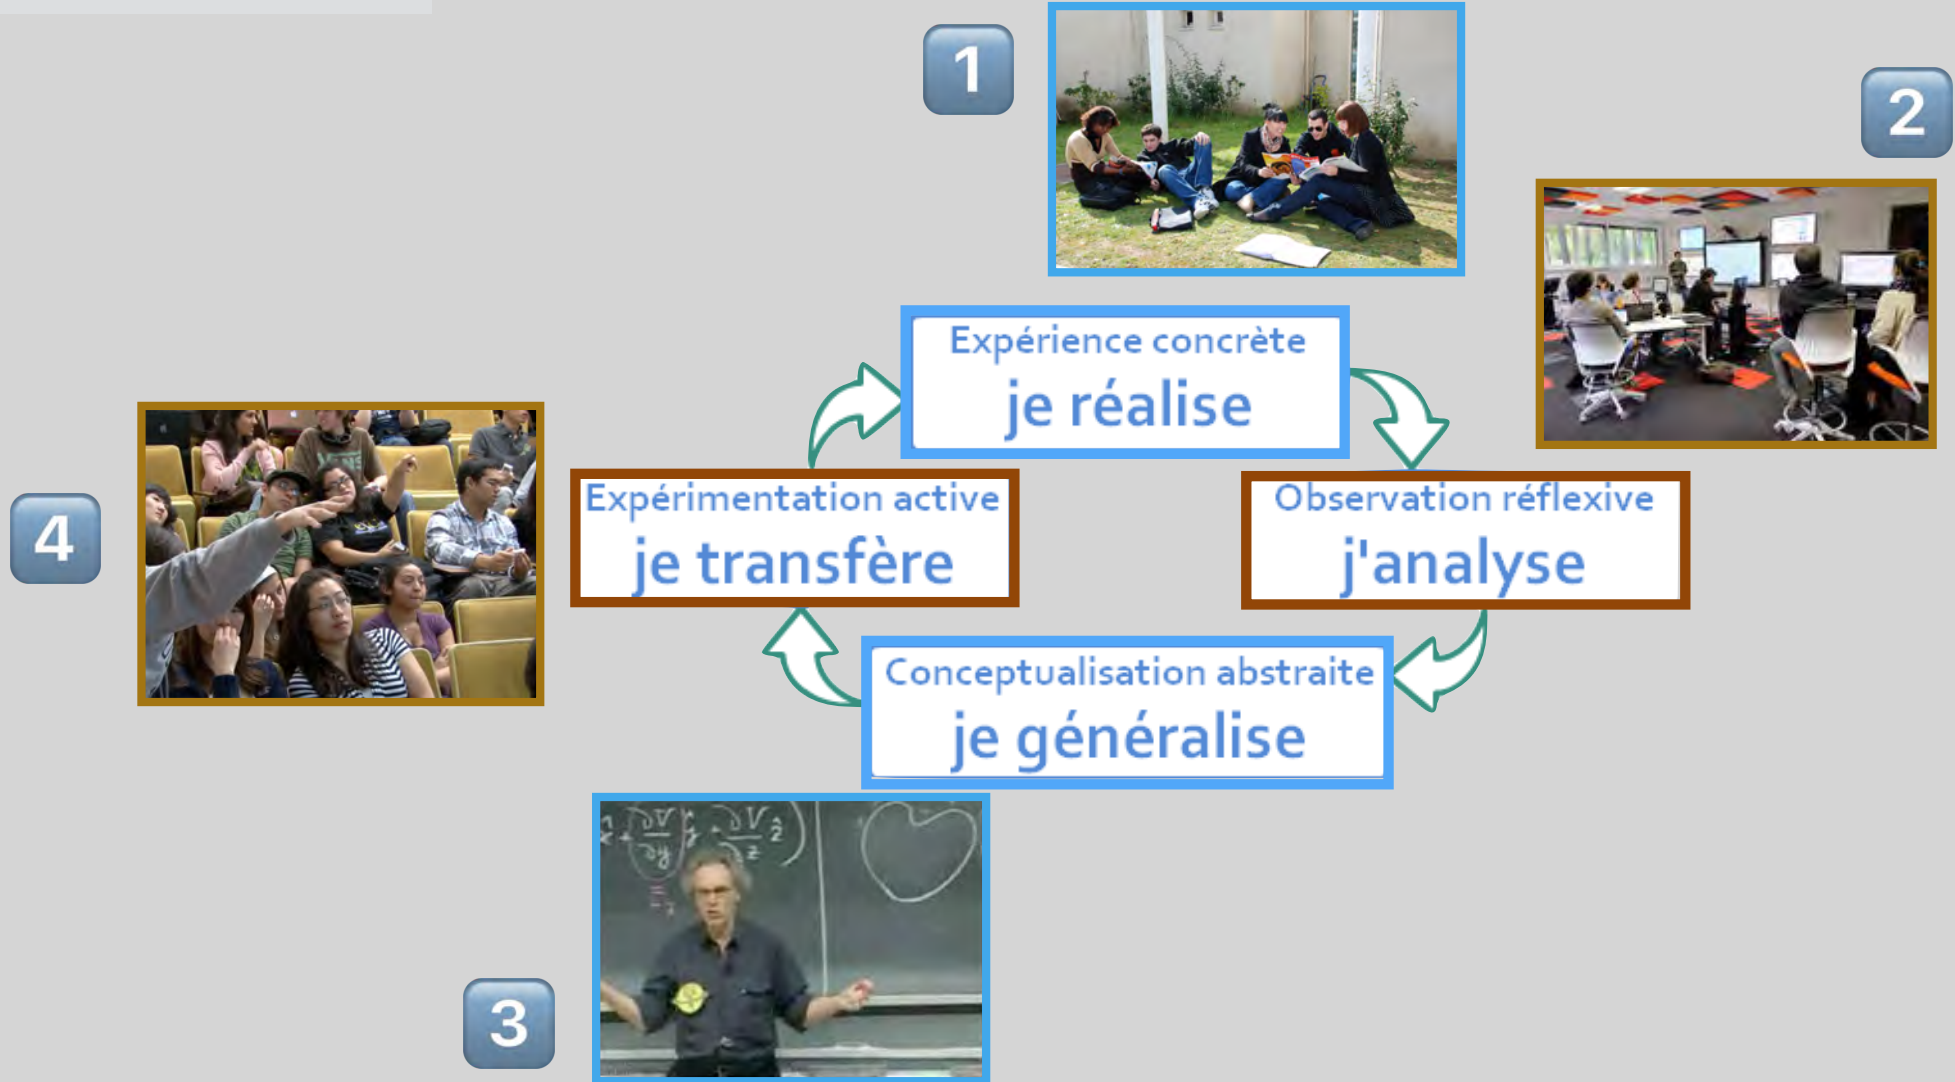 1
2
Expérience concrète
je réalise
Expérimentation active
je transfère
Observation réflexive
j'analyse
4
Conceptualisation abstraite
je généralise
∂V
∂y
∂V
∂z
ẑ
3